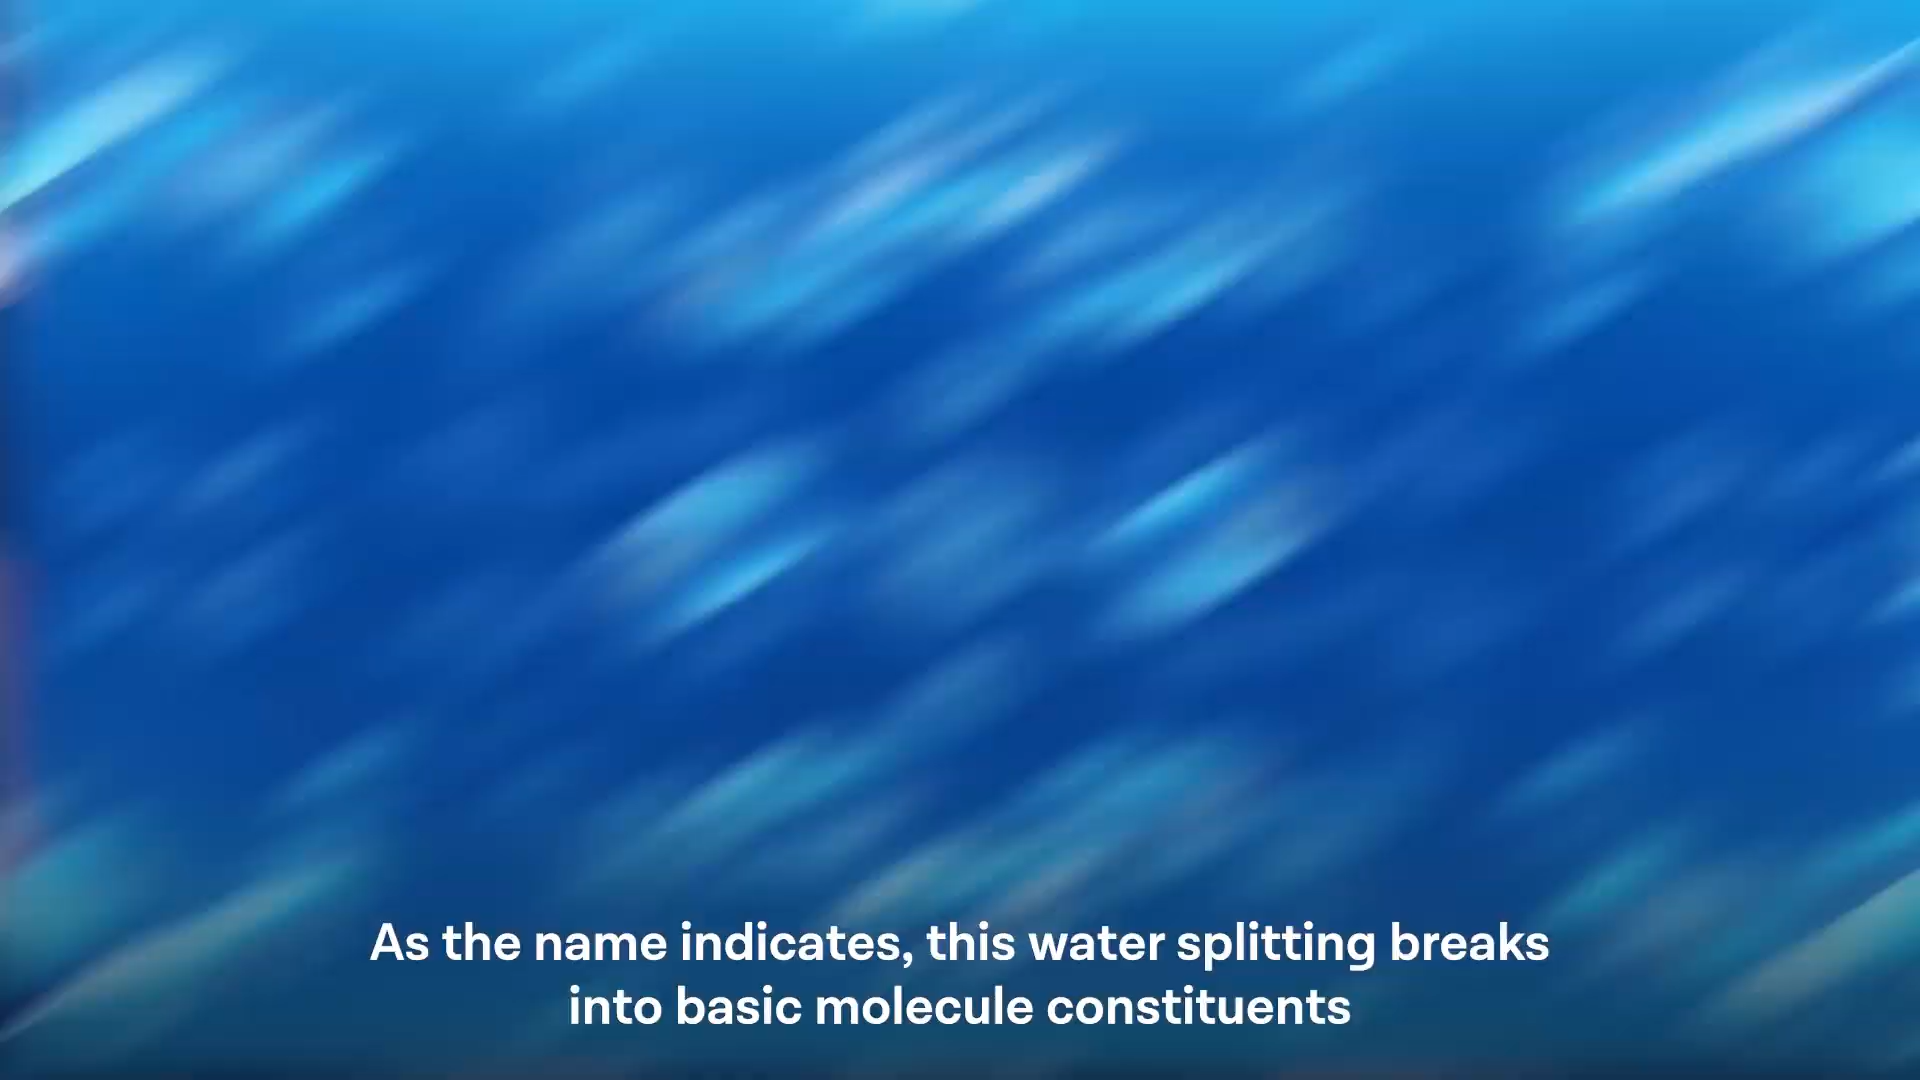 As the name indicates, this water splitting breaks
into basic molecule constituents